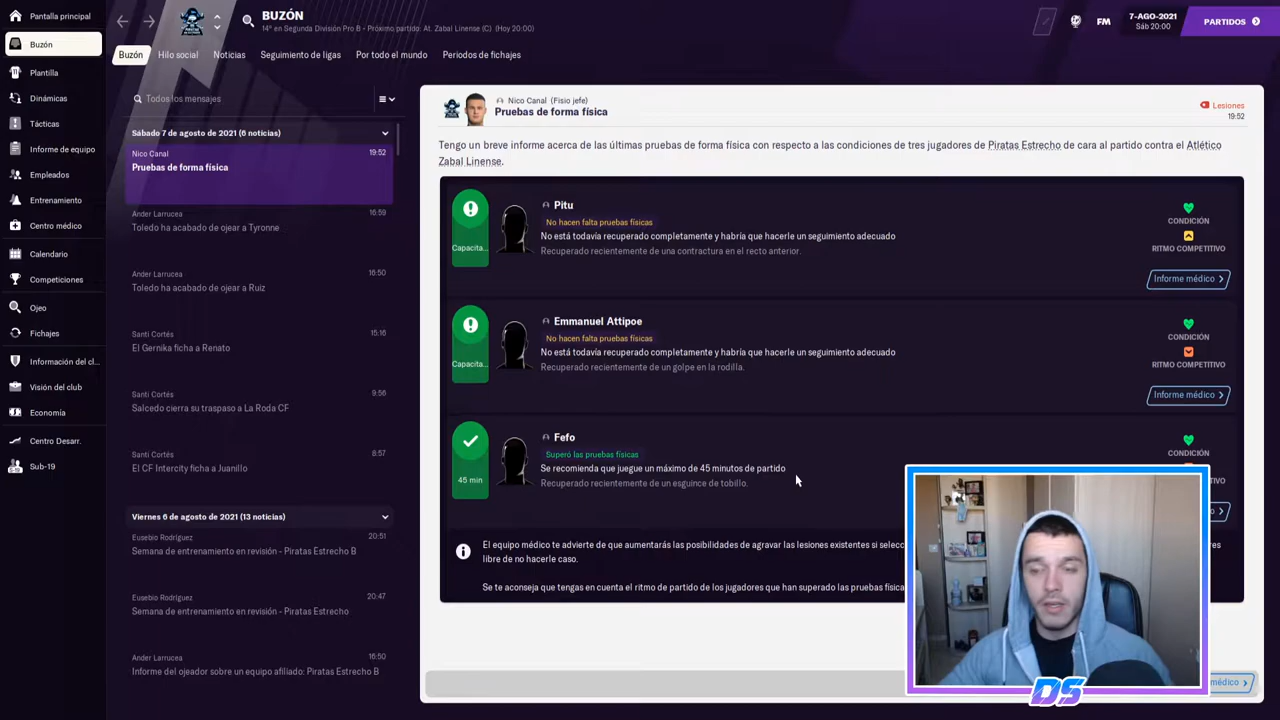 Pantalla principal
Buzón
Plantilla
Dinámicas
Tácticas
Informe de equipo
Empleados
Entrenamiento
Centro médico
Calendario
Competiciones
Ojeo
Fichajes
Información del cl...
Visión del club
Economía
Centro Desarr.
Sub-19
BUZÓN
14º en Segunda División Pro B - Próximo partido: At. Zabal Linense (C) (Hoy 20:00)
FM
7-AGO-2021
Sáb 20:00
PARTIDOS
Buzón
Hilo social
Noticias
Seguimiento de ligas
Por todo el mundo
Periodos de fichajes
Todos los mensajes
Sábado 7 de agosto de 2021 (6 noticias)
Nico Canal 19:52
Pruebas de forma física
Ander Larrucea 16:59
Toledo ha acabado de ojear a Tyronne
Ander Larrucea 16:50
Toledo ha acabado de ojear a Ruiz
Santi Cortés 15:16
El Gernika ficha a Renato
Santi Cortés 9:56
Salcedo cierra su traspaso a La Roda CF
Santi Cortés 8:57
El CF Intercity ficha a Juanillo
Viernes 6 de agosto de 2021 (13 noticias)
Eusebio Rodríguez 20:51
Semana de entrenamiento en revisión - Piratas Estrecho B
Eusebio Rodríguez 20:47
Semana de entrenamiento en revisión - Piratas Estrecho
Ander Larrucea 16:50
Informe del ojeador sobre un equipo afiliado: Piratas Estrecho B
Nico Canal (Fisio jefe)
Pruebas de forma física
Lesiones
19:52
Tengo un breve informe acerca de las últimas pruebas de forma física con respecto a las condiciones de tres jugadores de Piratas Estrecho de cara al partido contra el Atlético
Zabal Linense.
Capacita...
Pitu
No hacen falta pruebas físicas
No está todavía recuperado completamente y habría que hacerle un seguimiento adecuado
Recuperado recientemente de una contractura en el recto anterior.
CONDICIÓN
RITMO COMPETITIVO
Informe médico
Capacita...
Emmanuel Attipoe
No hacen falta pruebas físicas
No está todavía recuperado completamente y habría que hacerle un seguimiento adecuado
Recuperado recientemente de un golpe en la rodilla.
CONDICIÓN
RITMO COMPETITIVO
Informe médico
45 min
Fefo
Superó las pruebas físicas
Se recomienda que juegue un máximo de 45 minutos de partido
Recuperado recientemente de un esguince de tobillo.
CONDICIÓN
El equipo médico te advierte de que aumentarás las posibilidades de agravar las lesiones existentes si
libre de no hacerle caso.
Se te aconseja que tengas en cuenta el ritmo de partido de los jugadores que han superado las pruebas
médico
DS